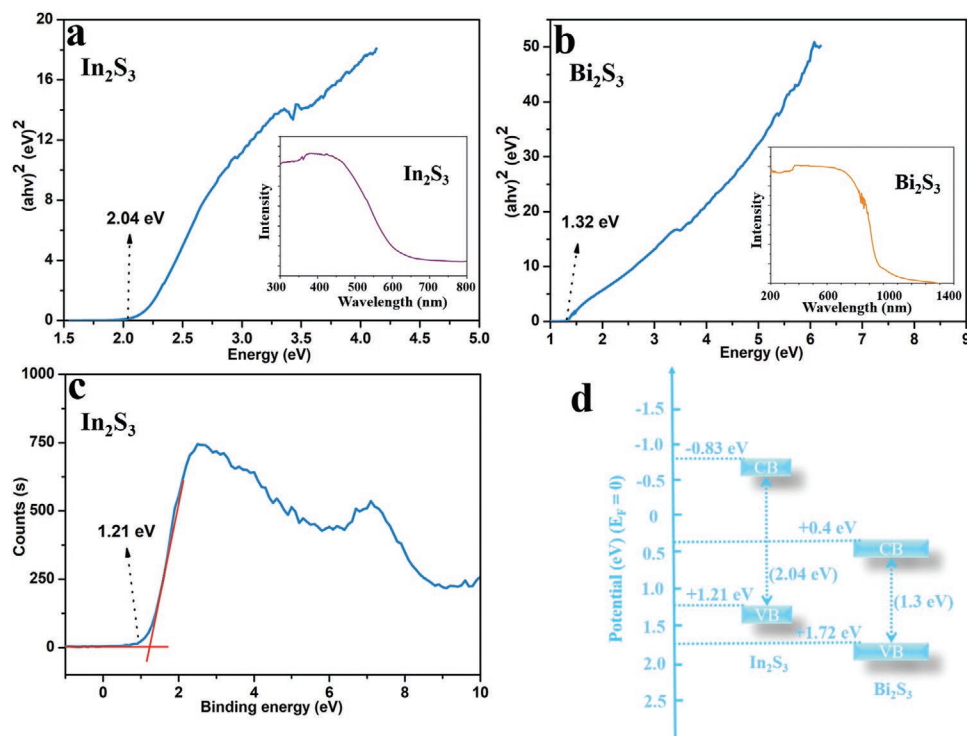 a
In₂S₃
(ahv)² (eV)²
20
16
12
8
4
0
2.04 eV
1.5 2.0 2.5 3.0 3.5 4.0 4.5 5.0
Energy (eV)
In₂S₃
Intensity
300 400 500 600 700 800
Wavelength (nm)
b
Bi₂S₃
(ahv)² (eV)²
50
40
30
20
10
0
1.32 eV
1 2 3 4 5 6 7 8 9
Energy (eV)
Bi₂S₃
Intensity
200 600 1000 1400
Wavelength (nm)
c
In₂S₃
Counts (s)
1000
750
500
250
0
1.21 eV
0 2 4 6 8 10
Binding energy (eV)
d
Potential (eV) (E_F = 0)
-1.5
-1.0
-0.5
0
0.5
1.0
1.5
2.0
2.5
-0.83 eV
CB
+0.4 eV
CB
(2.04 eV)
(1.3 eV)
+1.21 eV
VB
+1.72 eV
VB
In₂S₃
Bi₂S₃